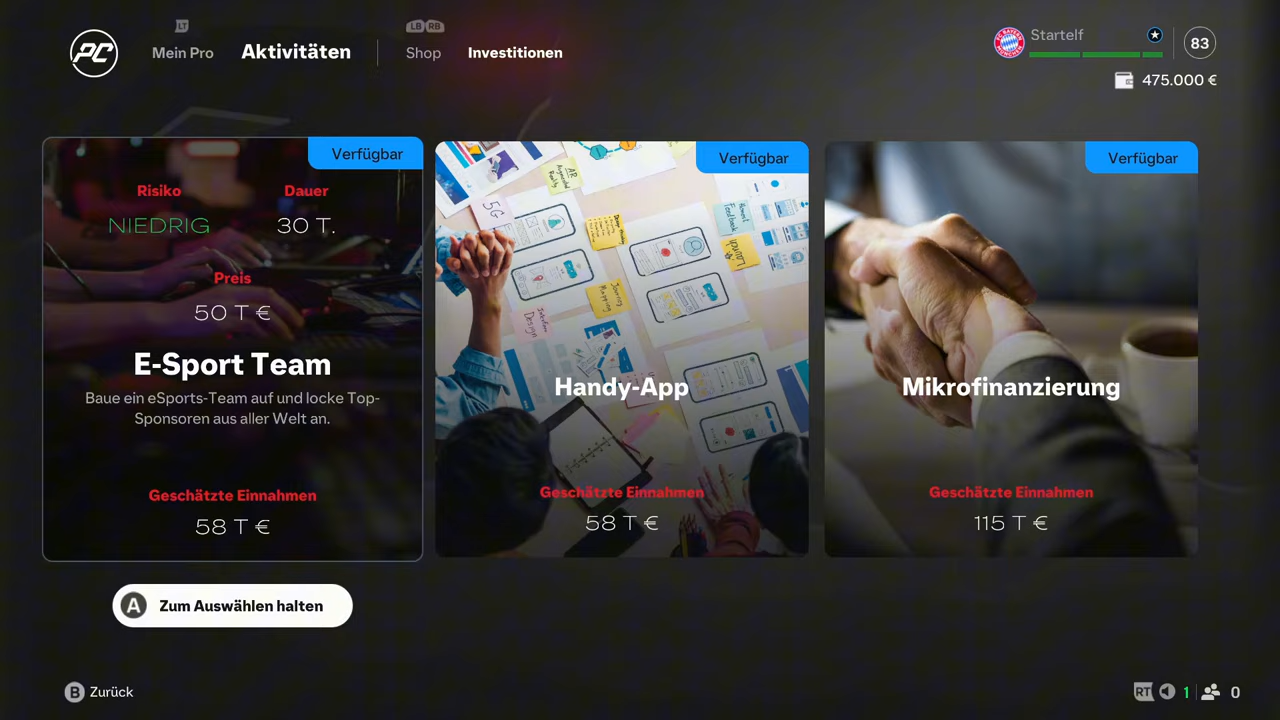 LT
LB RB
PC
Mein Pro
Aktivitäten
Shop
Investitionen
Startelf
83
475.000 €
Verfügbar
Risiko
Dauer
NIEDRIG
30 T.
Preis
50 T €
E-Sport Team
Baue ein eSports-Team auf und locke Top-
Sponsoren aus aller Welt an.
Geschätzte Einnahmen
58 T €
Verfügbar
5G
Handy-App
Geschätzte Einnahmen
58 T €
Verfügbar
Mikrofinanzierung
Geschätzte Einnahmen
115 T €
A Zum Auswählen halten
B Zurück
RT
1
0